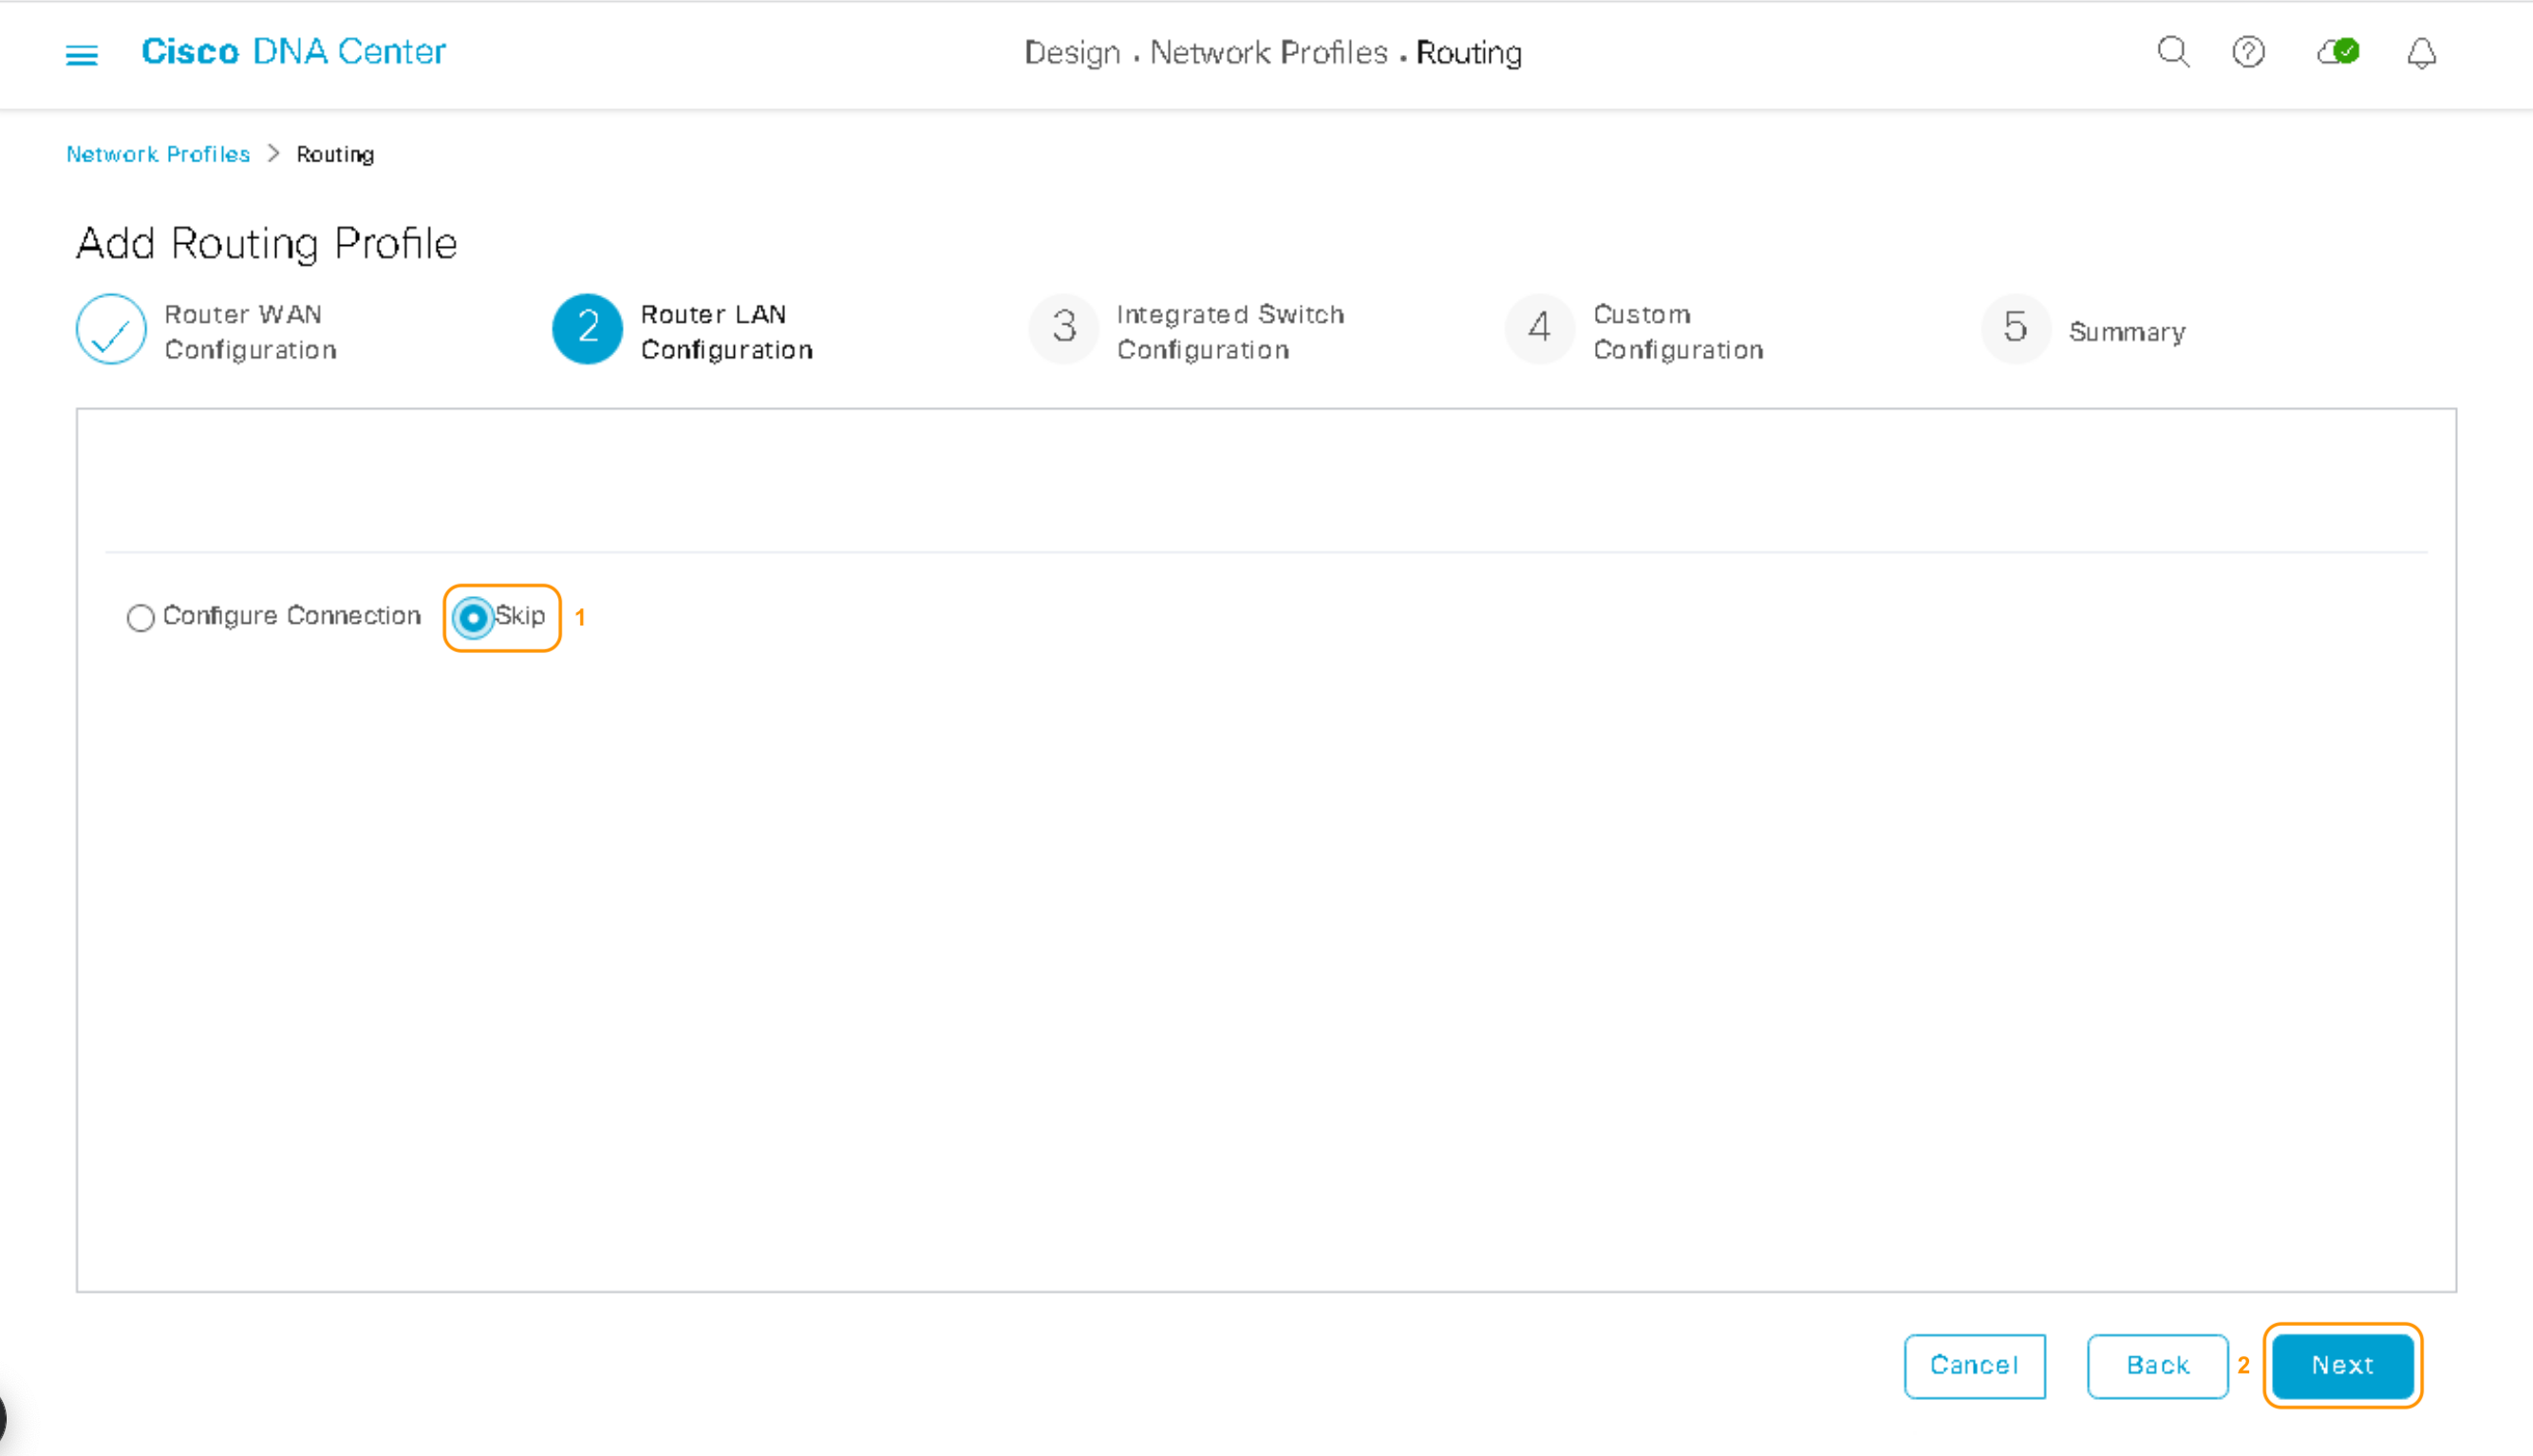 Cisco DNA Center
Design · Network Profiles · Routing
Network Profiles > Routing
Add Routing Profile
Router WAN
Configuration
2
Router LAN
Configuration
3
Integrated Switch
Configuration
4
Custom
Configuration
5
Summary
Configure Connection
Skip
1
Cancel
Back
2
Next